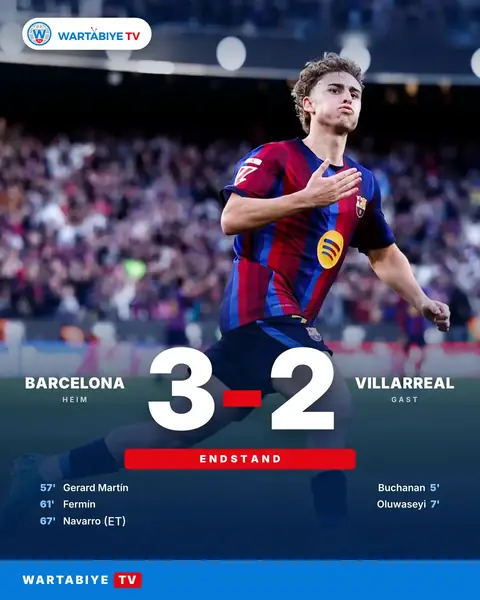 WARTABIYE TV
BARCELONA
HEIM
3-2
VILLARREAL
GAST
ENDSTAND
57' Gerard Martín
61' Fermín
67' Navarro (ET)
Buchanan 5'
Oluwaseyi 7'
WARTABIYE TV